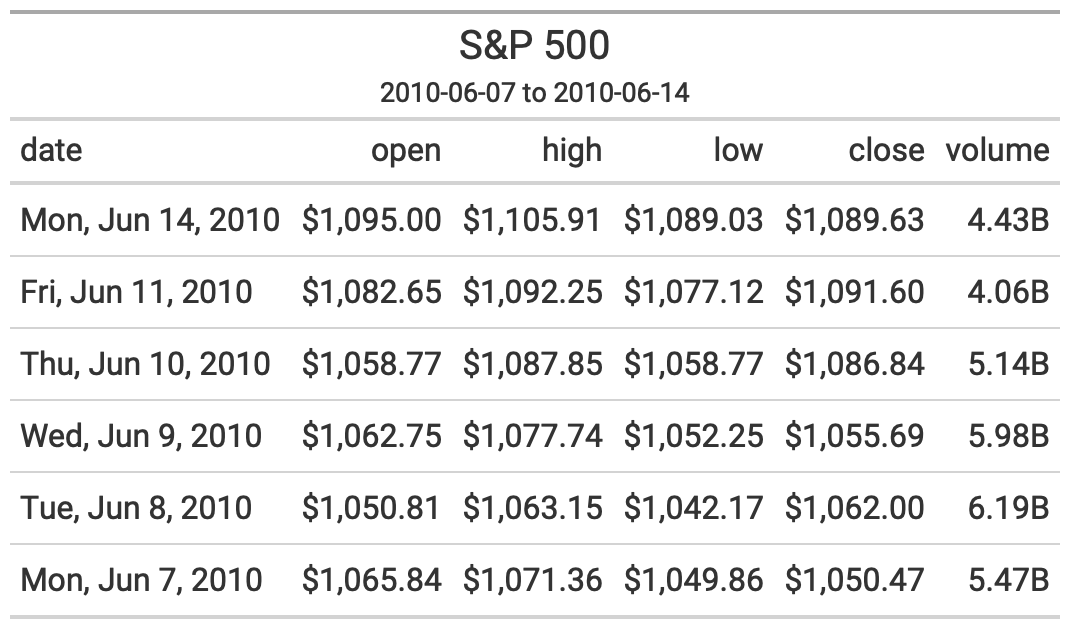 S&P 500
2010-06-07 to 2010-06-14
date open high low close volume
Mon, Jun 14, 2010 $1,095.00 $1,105.91 $1,089.03 $1,089.63 4.43B
Fri, Jun 11, 2010 $1,082.65 $1,092.25 $1,077.12 $1,091.60 4.06B
Thu, Jun 10, 2010 $1,058.77 $1,087.85 $1,058.77 $1,086.84 5.14B
Wed, Jun 9, 2010 $1,062.75 $1,077.74 $1,052.25 $1,055.69 5.98B
Tue, Jun 8, 2010 $1,050.81 $1,063.15 $1,042.17 $1,062.00 6.19B
Mon, Jun 7, 2010 $1,065.84 $1,071.36 $1,049.86 $1,050.47 5.47B